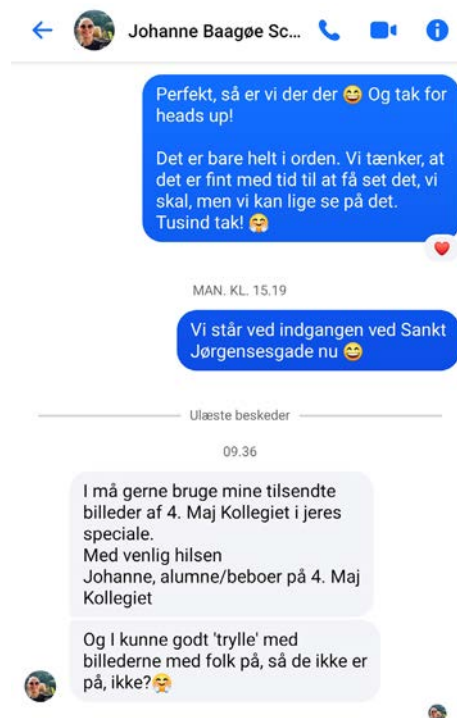 Johanne Baagøe Sc...
Perfekt, så er vi der der 😄 Og tak for
heads up!
Det er bare helt i orden. Vi tænker, at
det er fint med tid til at få set det, vi
skal, men vi kan lige se på det.
Tusind tak! 🤗
MAN. KL. 15.19
Vi står ved indgangen ved Sankt
Jørgensesgade nu 😄
Ulæste beskeder
09.36
I må gerne bruge mine tilsendte
billeder af 4. Maj Kollegiet i jeres
speciale.
Med venlig hilsen
Johanne, alumne/beboer på 4. Maj
Kollegiet
Og I kunne godt 'trylle' med
billederne med folk på, så de ikke er
på, ikke?🤗